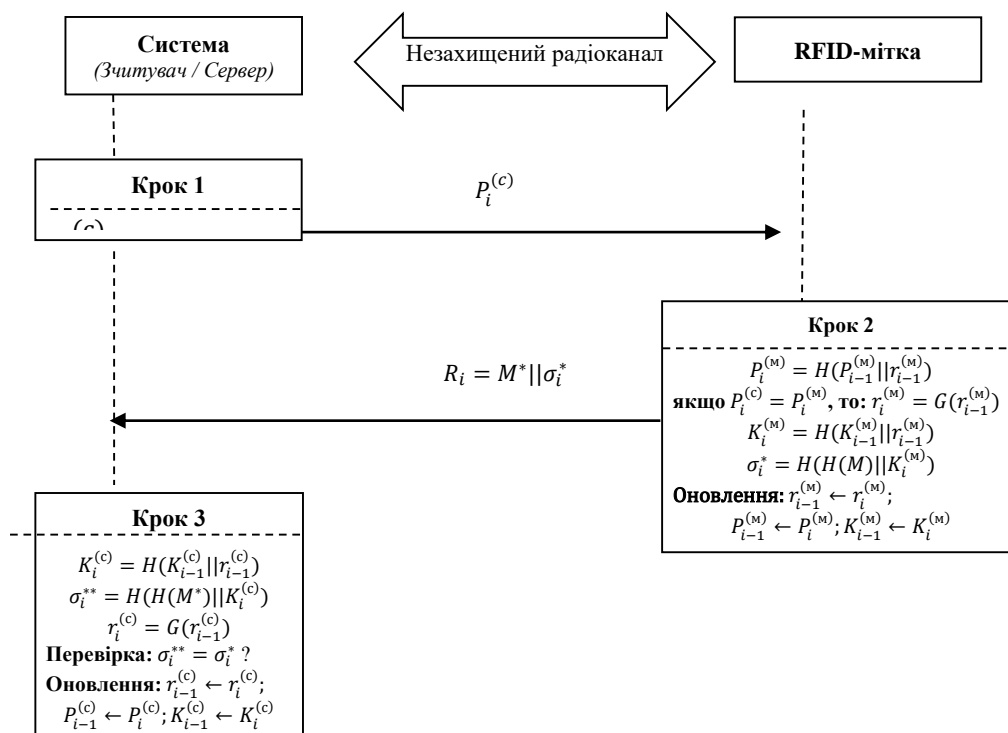 Система
(Зчитувач / Сервер)
Незахищений радіоканал
RFID-мітка
Крок 1
P_i^{(c)}
Крок 2
P_i^{(м)} = H(P_{i-1}^{(м)}||r_{i-1}^{(м)})
якщо P_i^{(c)} = P_i^{(м)}, то: r_i^{(м)} = G(r_{i-1}^{(м)})
K_i^{(м)} = H(K_{i-1}^{(м)}||r_{i-1}^{(м)})
σ_i^* = H(H(M)||K_i^{(м)})
Оновлення: r_{i-1}^{(м)} ← r_i^{(м)};
P_{i-1}^{(м)} ← P_i^{(м)}; K_{i-1}^{(м)} ← K_i^{(м)}
R_i = M^*||σ_i^*
Крок 3
K_i^{(c)} = H(K_{i-1}^{(c)}||r_{i-1}^{(c)})
σ_i^{**} = H(H(M^*)||K_i^{(c)})
r_i^{(c)} = G(r_{i-1}^{(c)})
Перевірка: σ_i^{**} = σ_i^* ?
Оновлення: r_{i-1}^{(c)} ← r_i^{(c)};
P_{i-1}^{(c)} ← P_i^{(c)}; K_{i-1}^{(c)} ← K_i^{(c)}